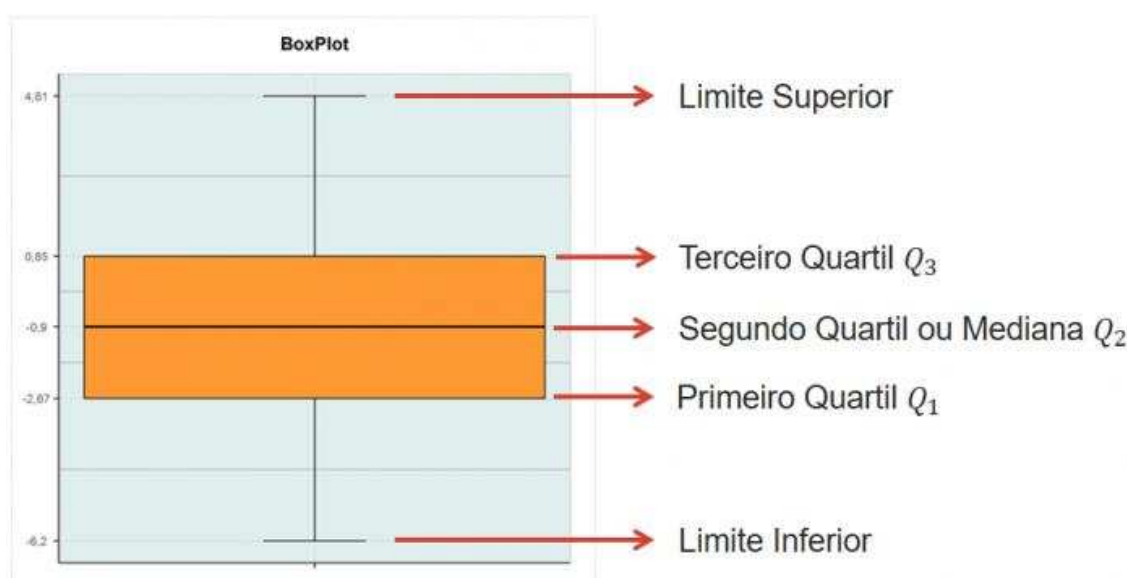 BoxPlot
4,81
Limite Superior
0,85
Terceiro Quartil Q₃
-0,9
Segundo Quartil ou Mediana Q₂
-2,67
Primeiro Quartil Q₁
-6,2
Limite Inferior